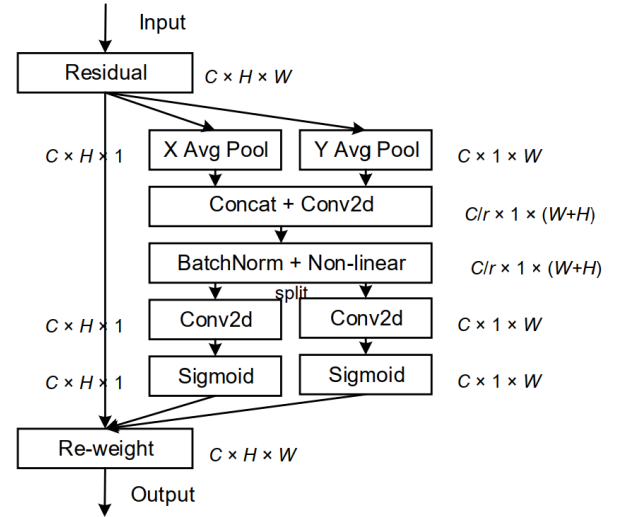 Input
Residual
C × H × W
C × H × 1
X Avg Pool
Y Avg Pool
C × 1 × W
Concat + Conv2d
C/r × 1 × (W+H)
BatchNorm + Non-linear
C/r × 1 × (W+H)
split
C × H × 1
Conv2d
Conv2d
C × 1 × W
C × H × 1
Sigmoid
Sigmoid
C × 1 × W
Re-weight
C × H × W
Output